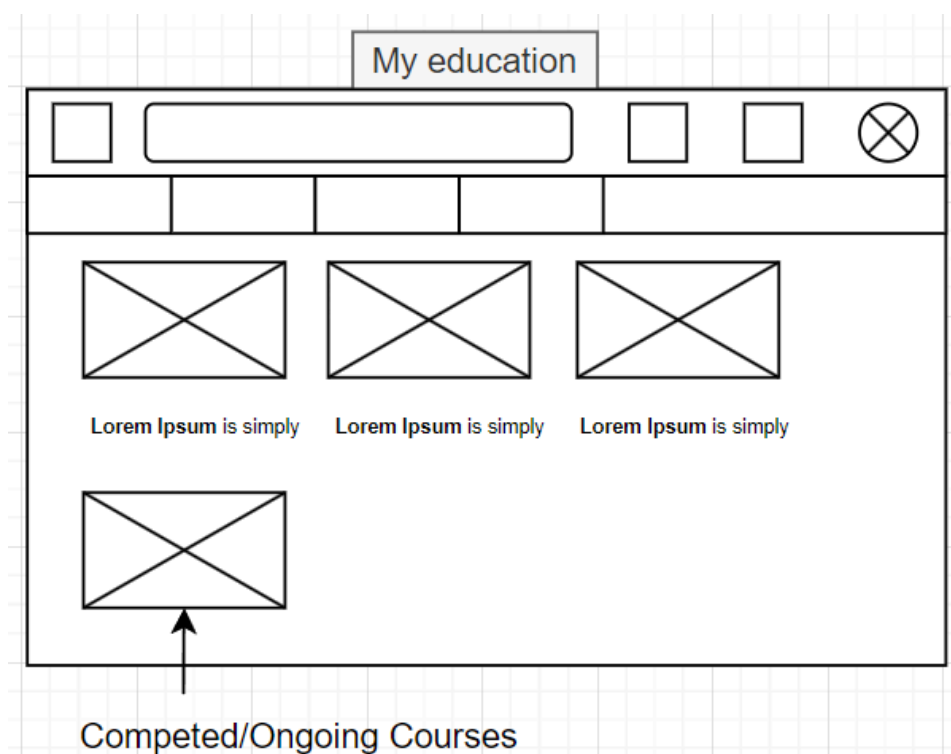 My education
Lorem Ipsum is simply Lorem Ipsum is simply Lorem Ipsum is simply
Competed/Ongoing Courses